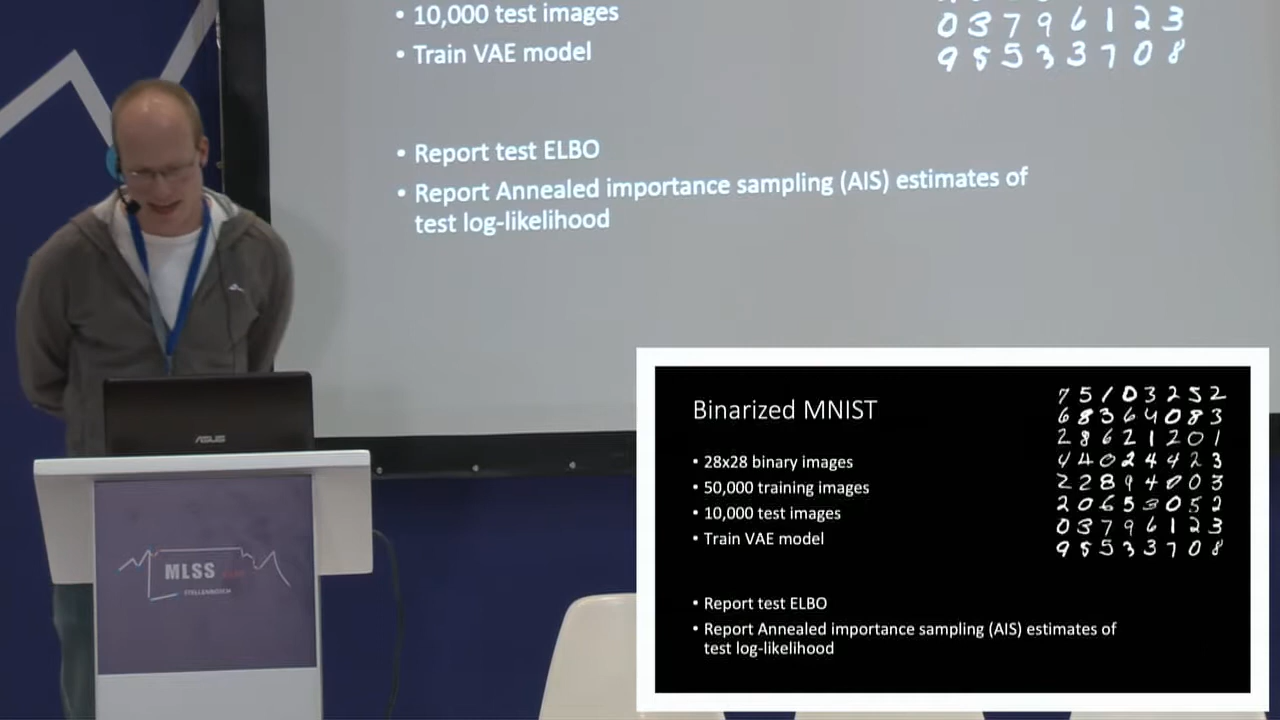 • 10,000 test images
• Train VAE model
0 3 7 9 6 1 2 3
9 5 5 3 3 7 0 8
• Report test ELBO
• Report Annealed importance sampling (AIS) estimates of
test log-likelihood
ASUS
MLSS
STELLENBOSCH
Binarized MNIST
• 28x28 binary images
• 50,000 training images
• 10,000 test images
• Train VAE model
7 5 1 0 3 2 5 2
6 8 3 6 4 0 8 3
2 8 6 2 1 2 0 1
4 4 0 2 4 4 2 3
2 2 8 9 4 0 0 3
2 0 6 5 3 0 5 2
0 3 7 9 6 1 2 3
9 5 5 3 3 7 0 8
• Report test ELBO
• Report Annealed importance sampling (AIS) estimates of
test log-likelihood